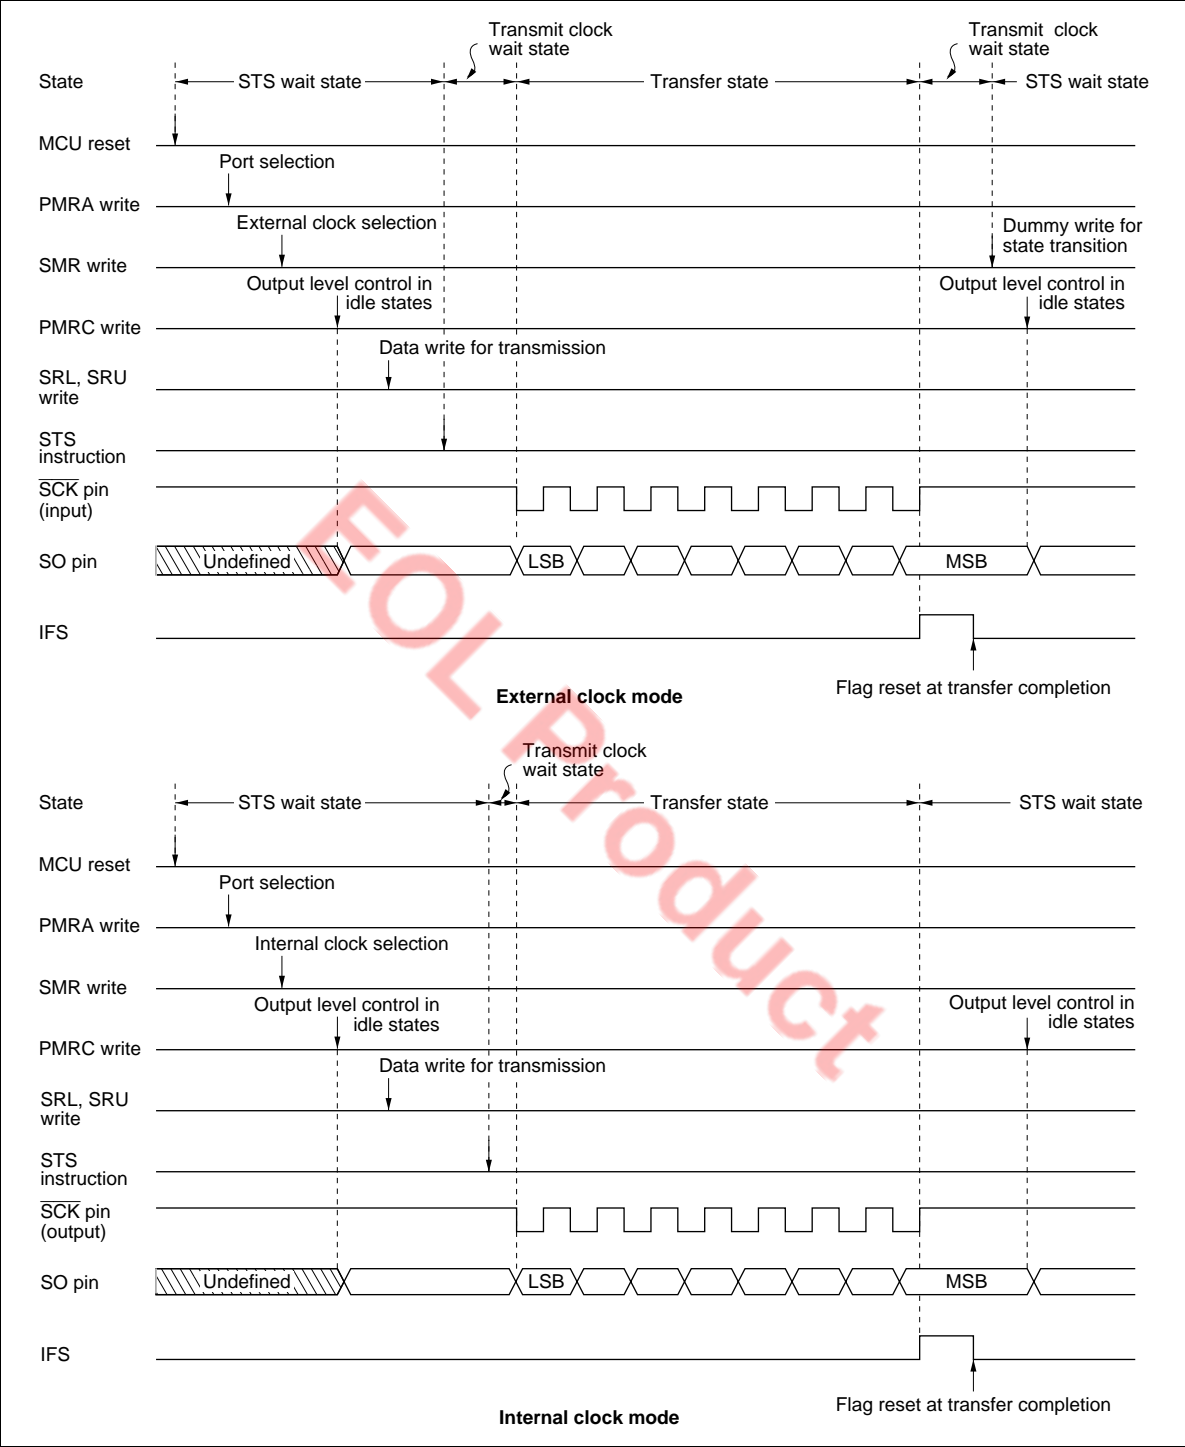 Transmit clock
wait state
Transmit clock
wait state
State
STS wait state
Transfer state
STS wait state
MCU reset
Port selection
PMRA write
External clock selection
Dummy write for
state transition
SMR write
Output level control in
idle states
Output level control in
idle states
PMRC write
Data write for transmission
SRL, SRU
write
STS
instruction
SCK pin
(input)
SO pin
Undefined
LSB
MSB
IFS
Flag reset at transfer completion
External clock mode
EOL Product
Transmit clock
wait state
State
STS wait state
Transfer state
STS wait state
MCU reset
Port selection
PMRA write
Internal clock selection
SMR write
Output level control in
idle states
Output level control in
idle states
PMRC write
Data write for transmission
SRL, SRU
write
STS
instruction
SCK pin
(output)
SO pin
Undefined
LSB
MSB
IFS
Flag reset at transfer completion
Internal clock mode